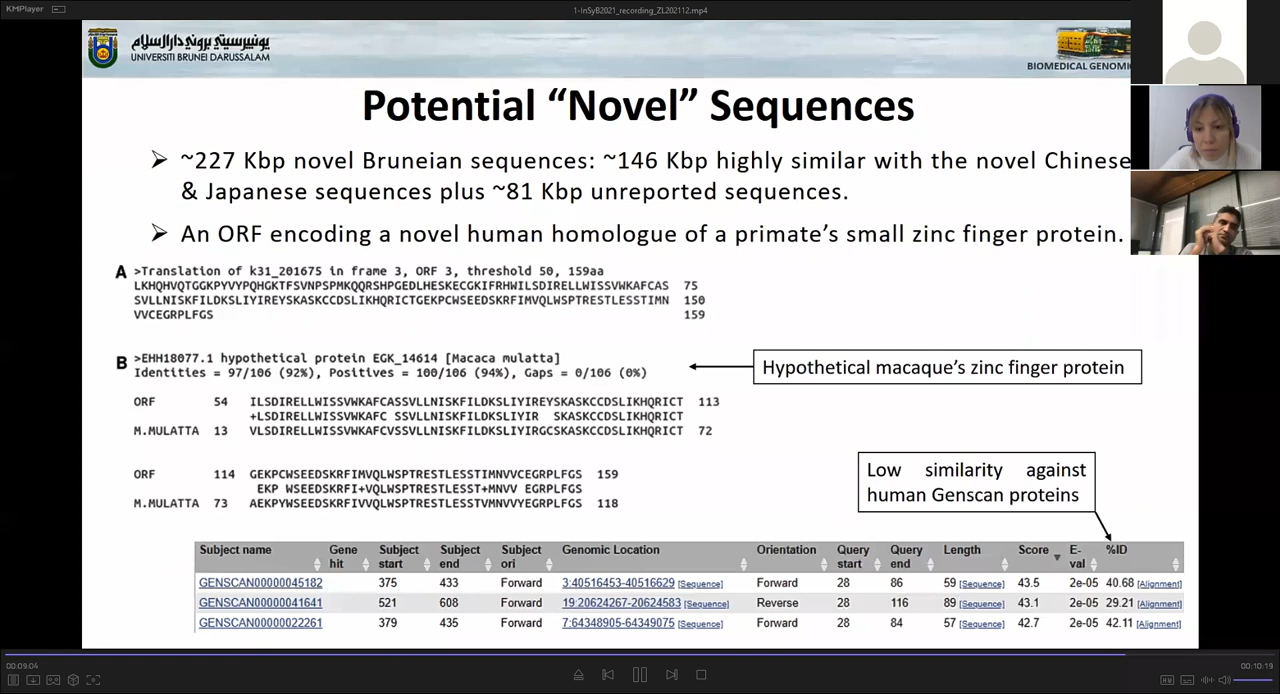 KMPlayer
1-InSyB2021_recording_ZL202112.mp4
يونيبرسيتي بروني دارالسلام
UNIVERSITI BRUNEI DARUSSALAM
BIOMEDICAL GENOMI
Potential “Novel” Sequences
➢ ~227 Kbp novel Bruneian sequences: ~146 Kbp highly similar with the novel Chinese
& Japanese sequences plus ~81 Kbp unreported sequences.
➢ An ORF encoding a novel human homologue of a primate’s small zinc finger protein.
A >Translation of k31_201675 in frame 3, ORF 3, threshold 50, 159aa
LKHQHVQTGGKPYVYPQHGKTFSVNPSPMKQQRSHPGEDLHESKECGKIFRHWILSDIRELLWISSVWKAFCAS 75
SVLLNISKFILDKSLIYIREYSKASKCCDSLIKHQRICTGEKPCWSEEDSKRFIMVQLWSPTRESTLESSTIMN 150
VVCEGRPLFGS 159
B >EHH18077.1 hypothetical protein EGK_14614 [Macaca mulatta]
Identities = 97/106 (92%), Positives = 100/106 (94%), Gaps = 0/106 (0%)
Hypothetical macaque’s zinc finger protein
ORF 54 ILSDIRELLWISSVWKAFCASSVLLNISKFILDKSLIYIREYSKASKCCDSLIKHQRICT 113
+LSDIRELLWISSVWKAFC SSVLLNISKFILDKSLIYIR SKASKCCDSLIKHQRICT
M.MULATTA 13 VLSDIRELLWISSVWKAFCVSSVLLNISKFILDKSLIYIRGCSKASKCCDSLIKHQRICT 72
ORF 114 GEKPCWSEEDSKRFIMVQLWSPTRESTLESSTIMNVVCEGRPLFGS 159
EKP WSEEDSKRFI+VQLWSPTRESTLESST+MNVV EGRPLFGS
M.MULATTA 73 AEKPYWSEEDSKRFIVVQLWSPTRESTLESSTVMNVVYEGRPLFGS 118
Low similarity against
human Genscan proteins
Subject name Gene hit Subject start Subject end Subject ori Genomic Location Orientation Query start Query end Length Score E-val %ID
GENSCAN00000045182 375 433 Forward 3:40516453-40516629 [Sequence] Forward 28 86 59 [Sequence] 43.5 2e-05 40.68 [Alignment]
GENSCAN00000041641 521 608 Forward 19:20624267-20624583 [Sequence] Reverse 28 116 89 [Sequence] 43.1 2e-05 29.21 [Alignment]
GENSCAN00000022261 379 435 Forward 7:64348905-64349075 [Sequence] Forward 28 84 57 [Sequence] 42.7 2e-05 42.11 [Alignment]
00:09:04
00:10:19